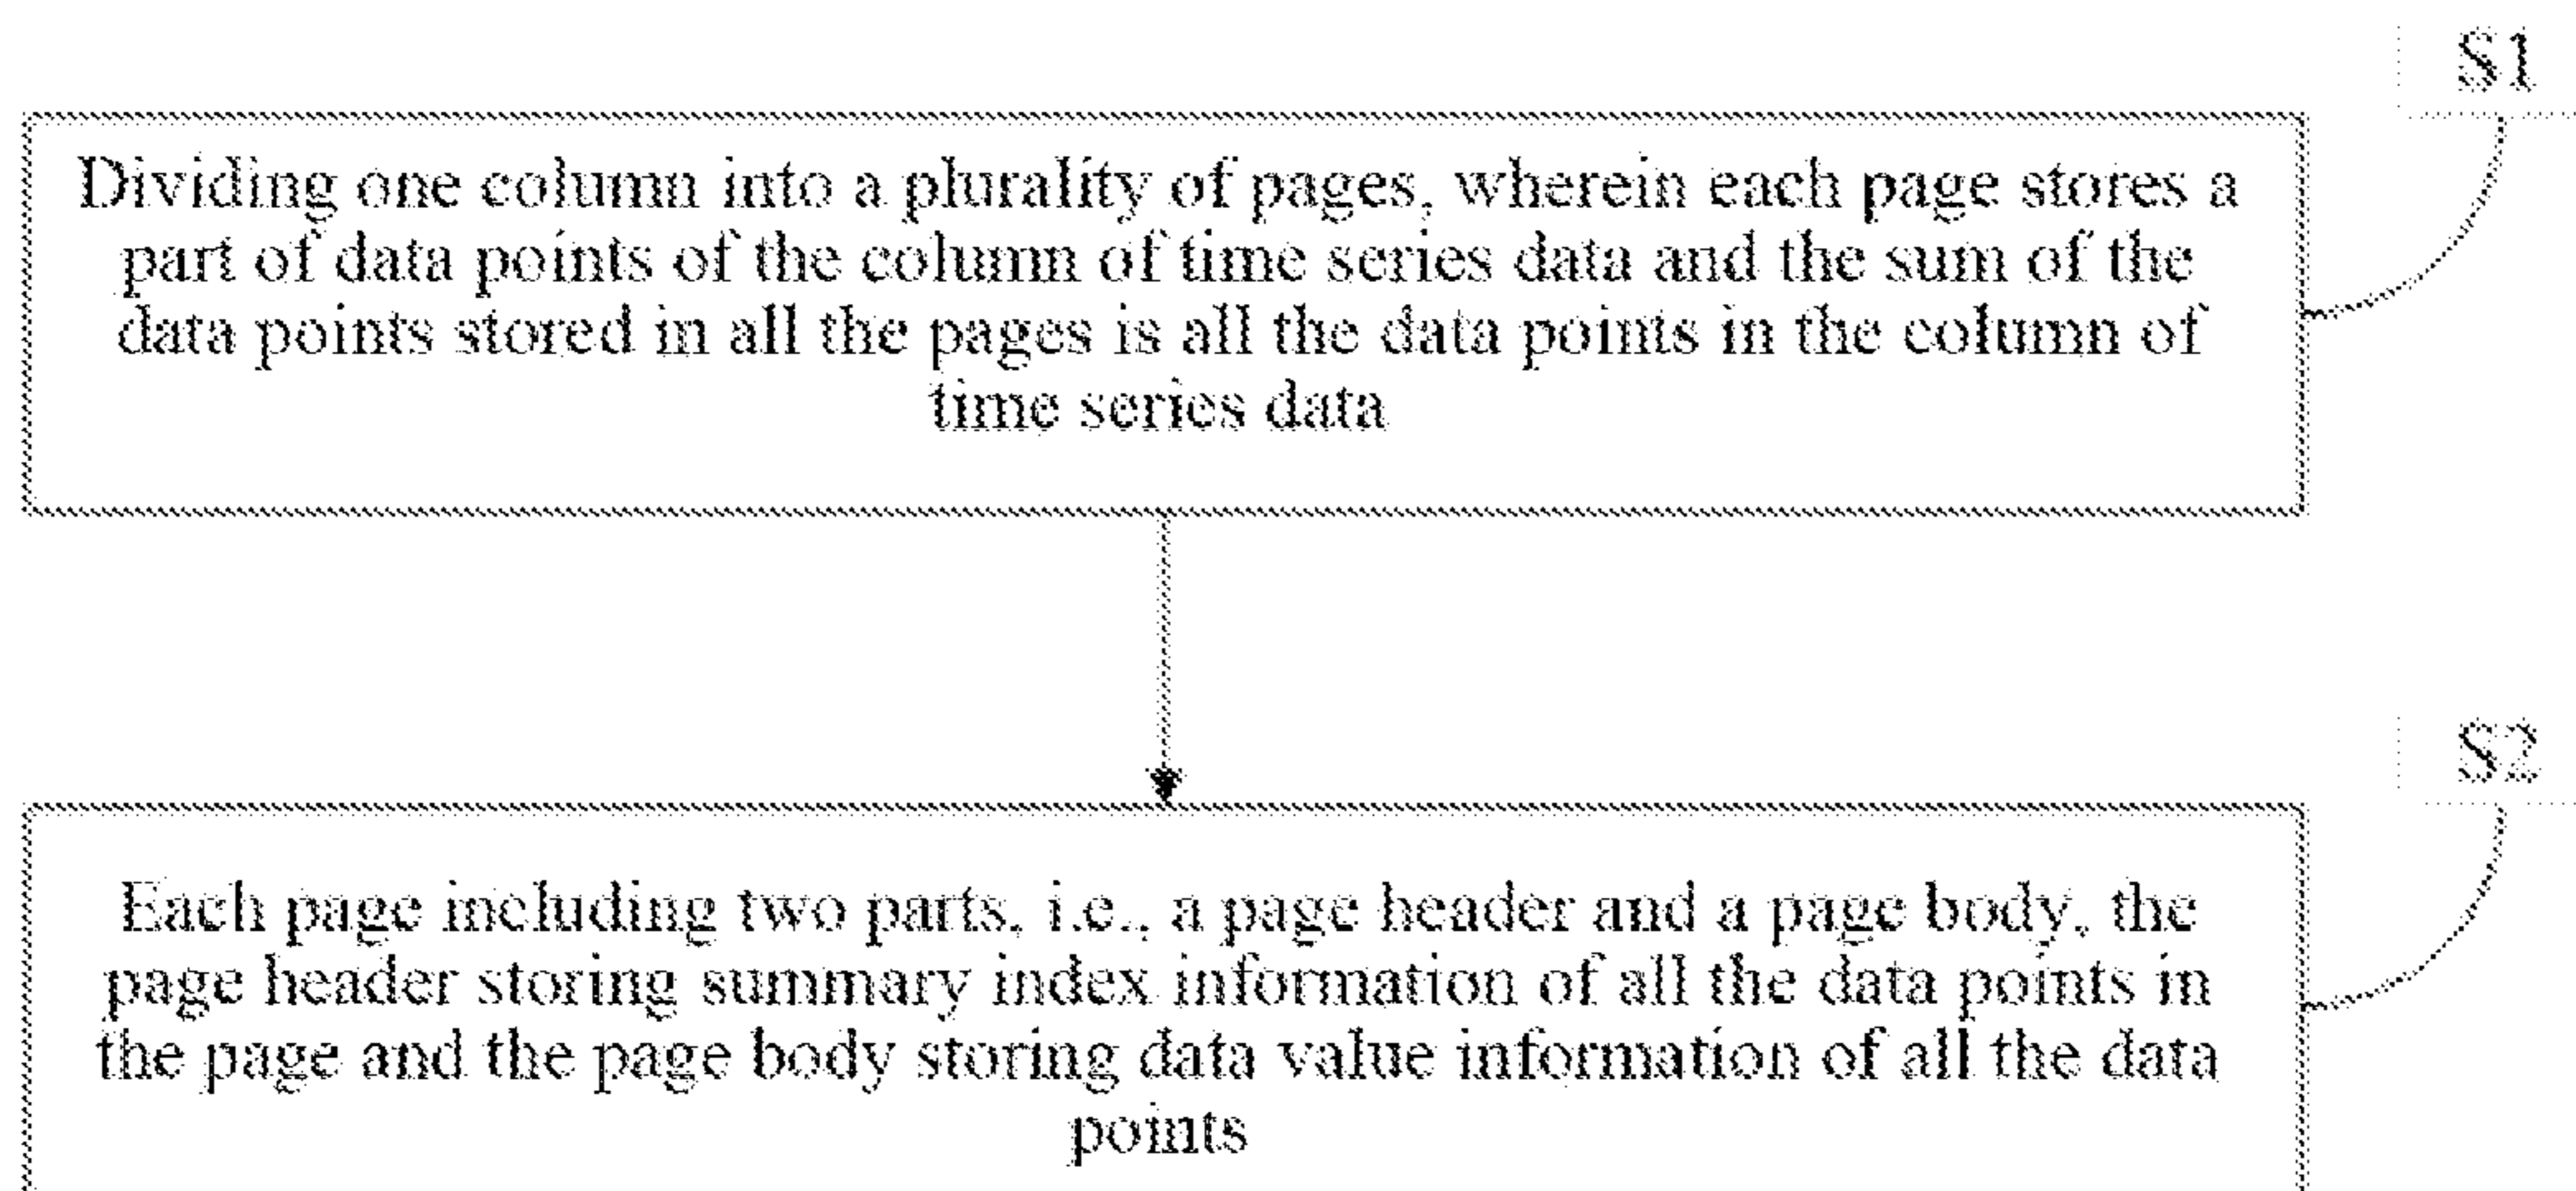 S1
Dividing one column into a plurality of pages, wherein each page stores a
part of data points of the column of time series data and the sum of the
data points stored in all the pages is all the data points in the column of
time series data
S2
Each page including two parts, i.e., a page header and a page body, the
page header storing summary index information of all the data points in
the page and the page body storing data value information of all the data
points